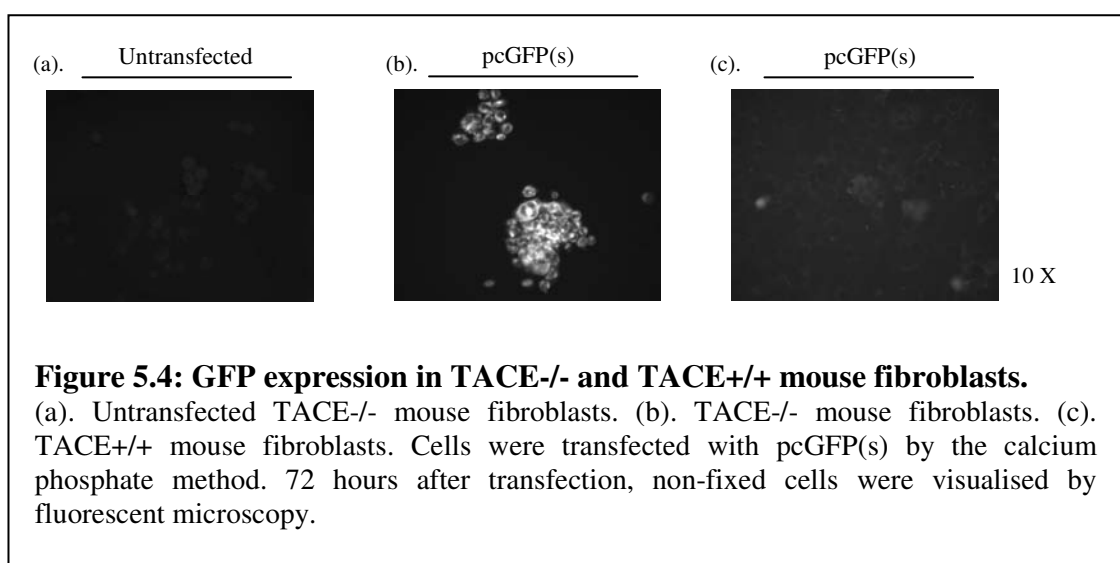 (a). Untransfected (b). pcGFP(s) (c). pcGFP(s)
10 X
Figure 5.4: GFP expression in TACE-/- and TACE+/+ mouse fibroblasts.
(a). Untransfected TACE-/- mouse fibroblasts. (b). TACE-/- mouse fibroblasts. (c).
TACE+/+ mouse fibroblasts. Cells were transfected with pcGFP(s) by the calcium
phosphate method. 72 hours after transfection, non-fixed cells were visualised by
fluorescent microscopy.